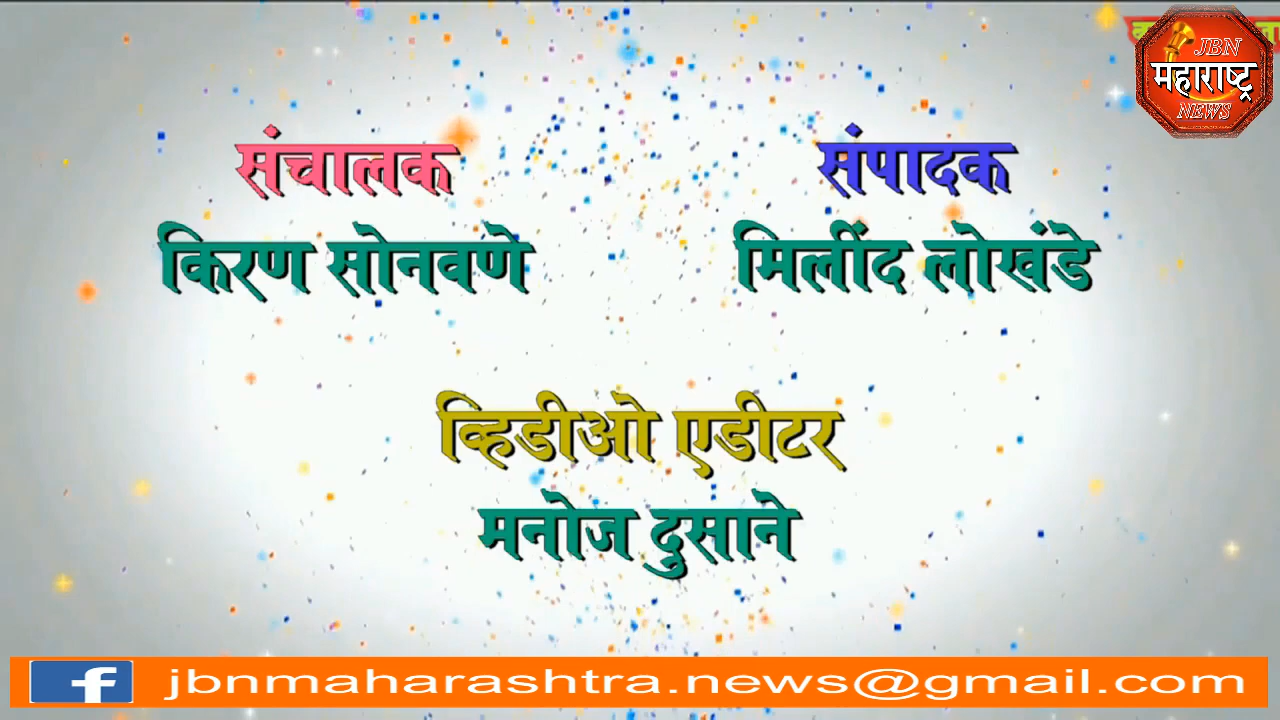 JBN
महाराष्ट्र
NEWS
संचालक
संपादक
किरण सोनवणे
मिलींद लोखंडे
व्हिडीओ एडीटर
मनोज दुसाने
f jbnmaharashtra.news@gmail.com